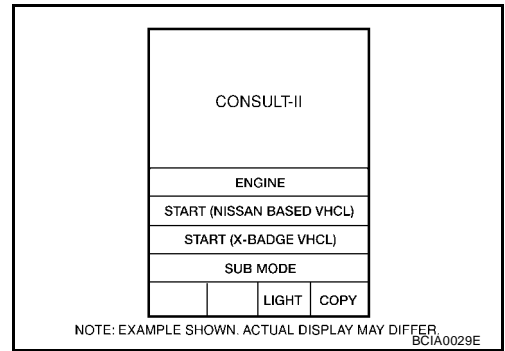 CONSULT-II
ENGINE
START (NISSAN BASED VHCL)
START (X-BADGE VHCL)
SUB MODE
LIGHT COPY
NOTE: EXAMPLE SHOWN. ACTUAL DISPLAY MAY DIFFER.
BCIA0029E